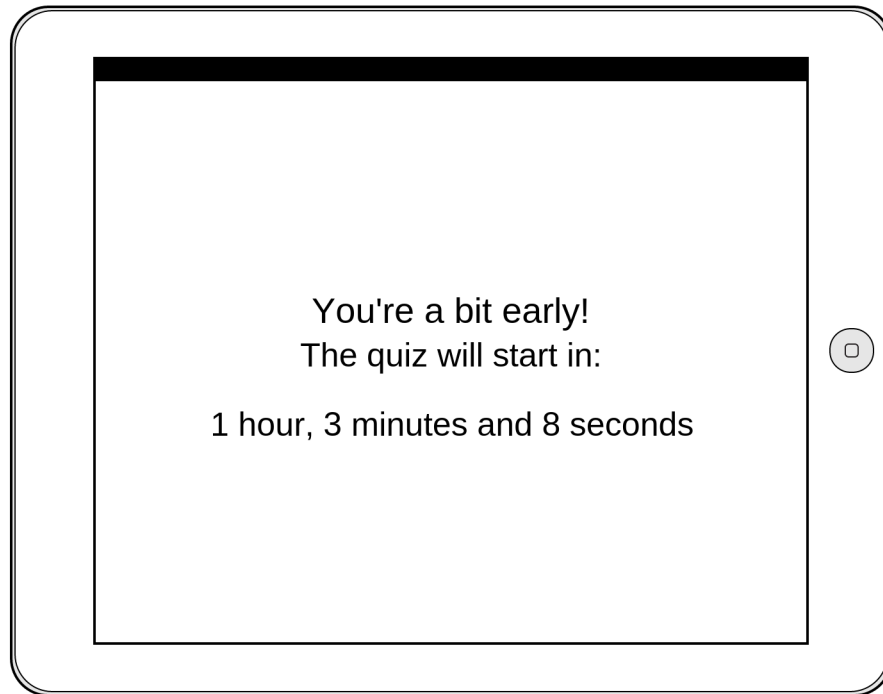 You're a bit early!
The quiz will start in:
1 hour, 3 minutes and 8 seconds